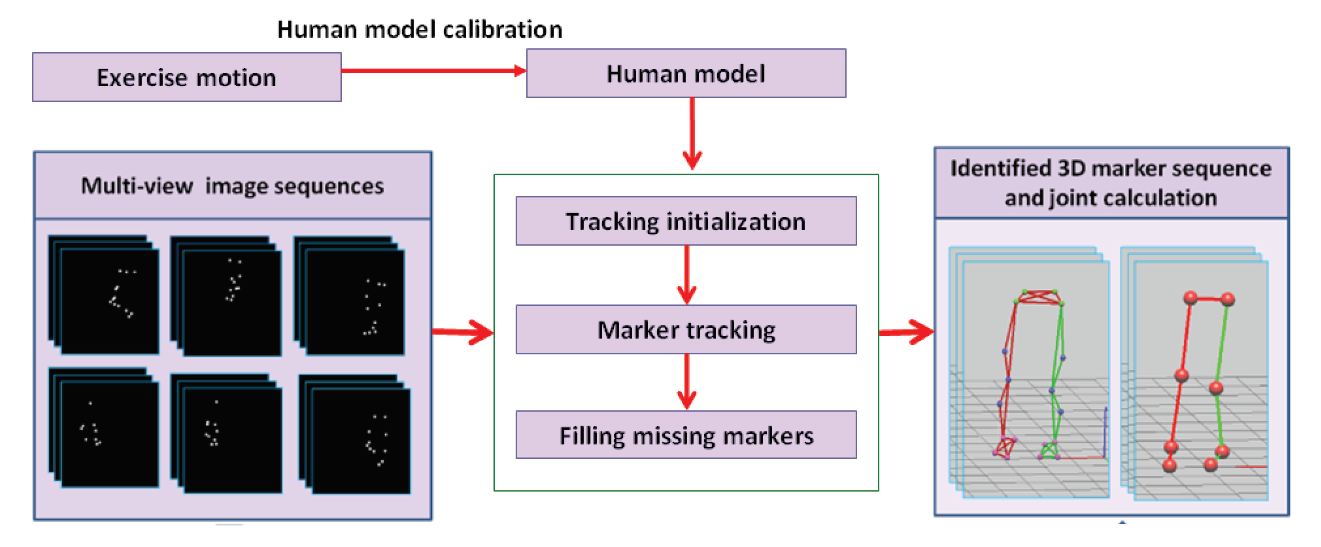 Human model calibration
Exercise motion
Human model
Multi-view image sequences
Tracking initialization
Marker tracking
Filling missing markers
Identified 3D marker sequence
and joint calculation